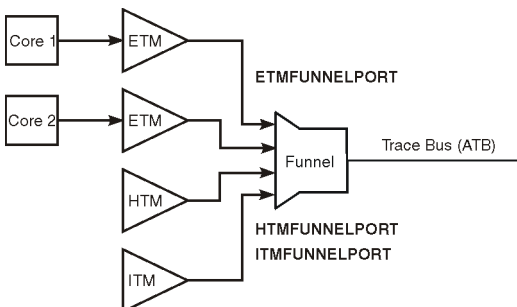 Core 1
ETM
ETMFUNNELPORT
Core 2
ETM
Funnel
Trace Bus (ATB)
HTM
HTMFUNNELPORT
ITMFUNNELPORT
ITM